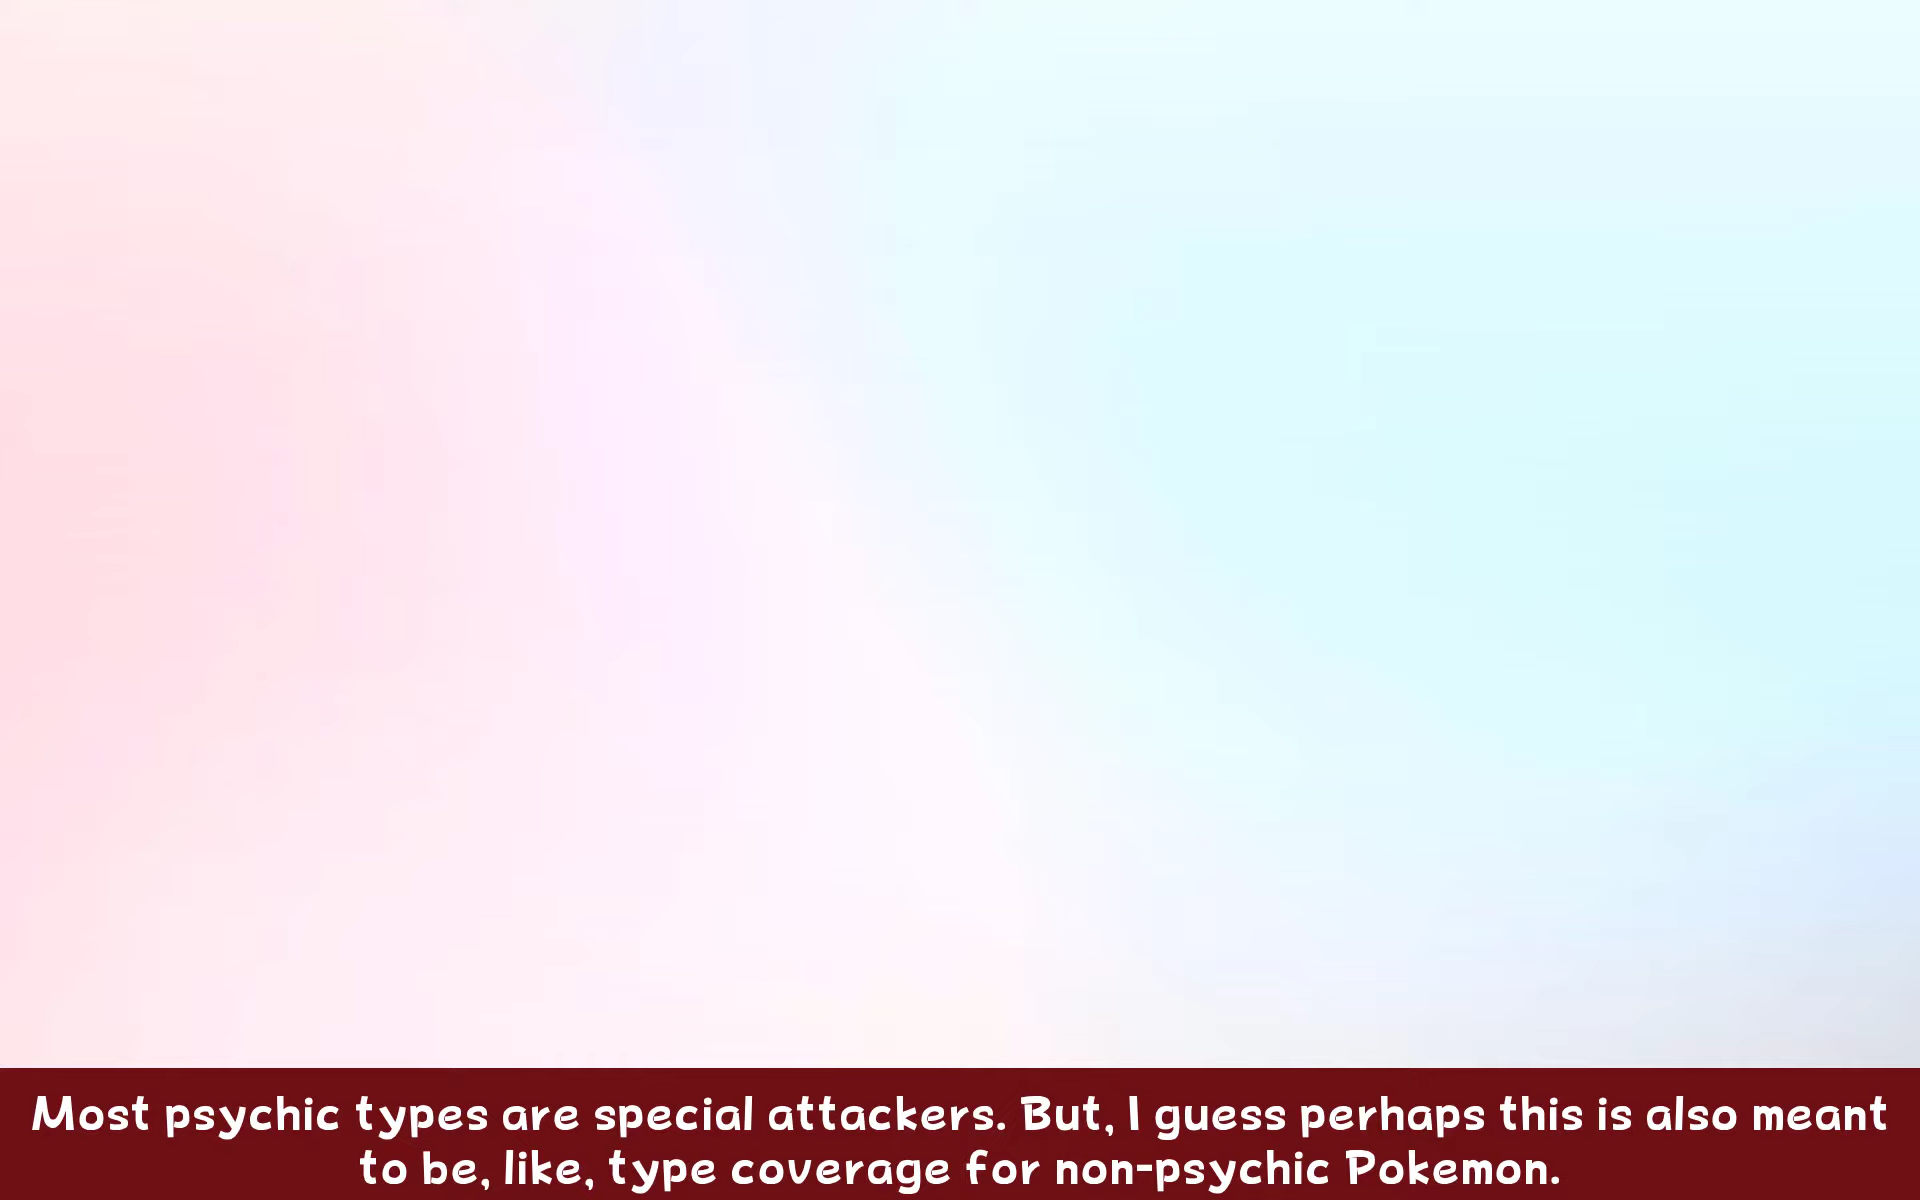 Most psychic types are special attackers. But, I guess perhaps this is also meant
to be, like, type coverage for non-psychic Pokemon.